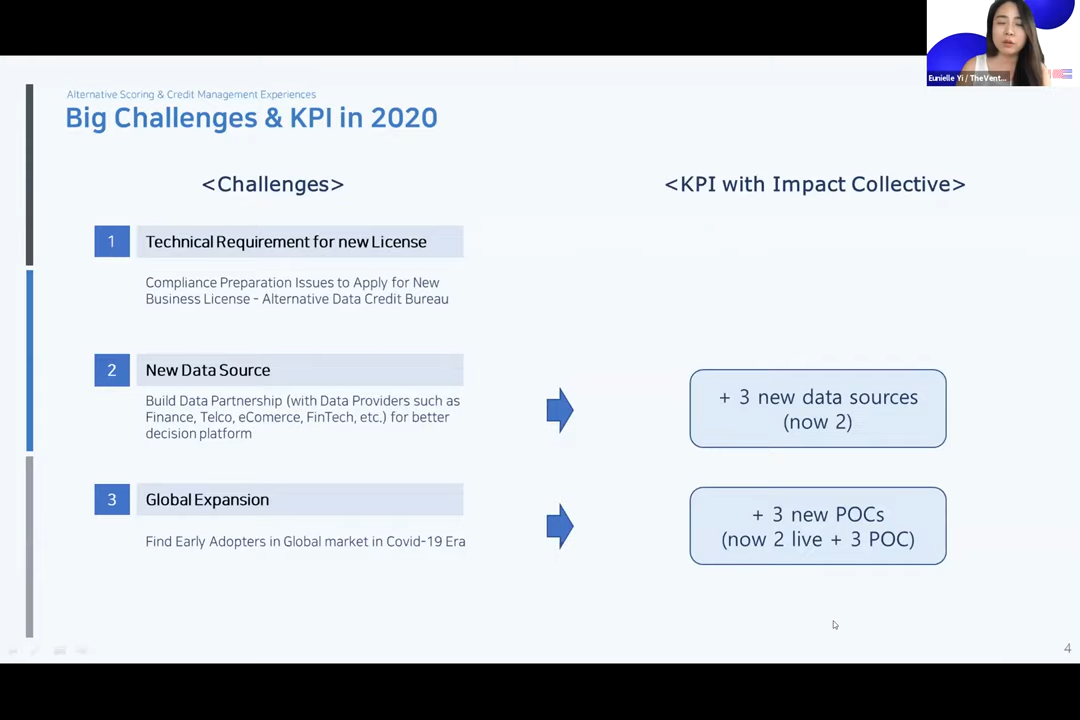 Eunielle Yi / TheVent...
Alternative Scoring & Credit Management Experiences
Big Challenges & KPI in 2020
<Challenges>
<KPI with Impact Collective>
1
Technical Requirement for new License
Compliance Preparation Issues to Apply for New
Business License - Alternative Data Credit Bureau
2
New Data Source
Build Data Partnership (with Data Providers such as
Finance, Telco, eComerce, FinTech, etc.) for better
decision platform
+ 3 new data sources
(now 2)
3
Global Expansion
Find Early Adopters in Global market in Covid-19 Era
+ 3 new POCs
(now 2 live + 3 POC)
4